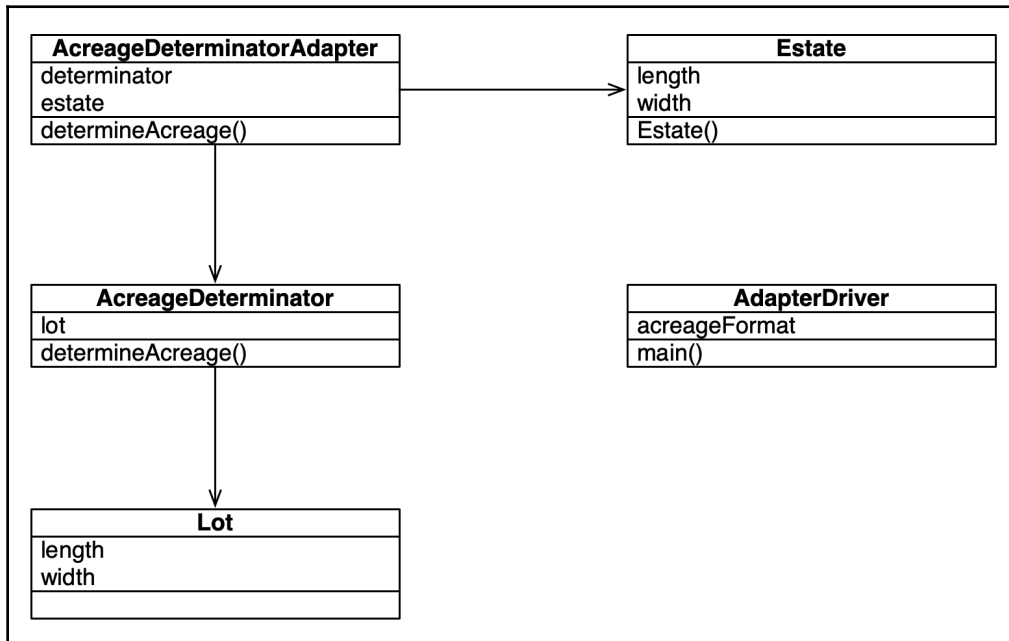 AcreageDeterminatorAdapter
determinator
estate
determineAcreage()
Estate
length
width
Estate()
AcreageDeterminator
lot
determineAcreage()
AdapterDriver
acreageFormat
main()
Lot
length
width